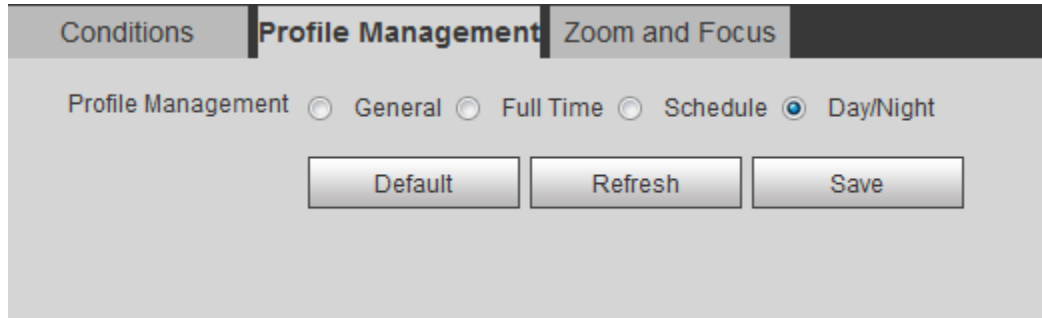 Conditions Profile Management Zoom and Focus
Profile Management General Full Time Schedule Day/Night
Default Refresh Save